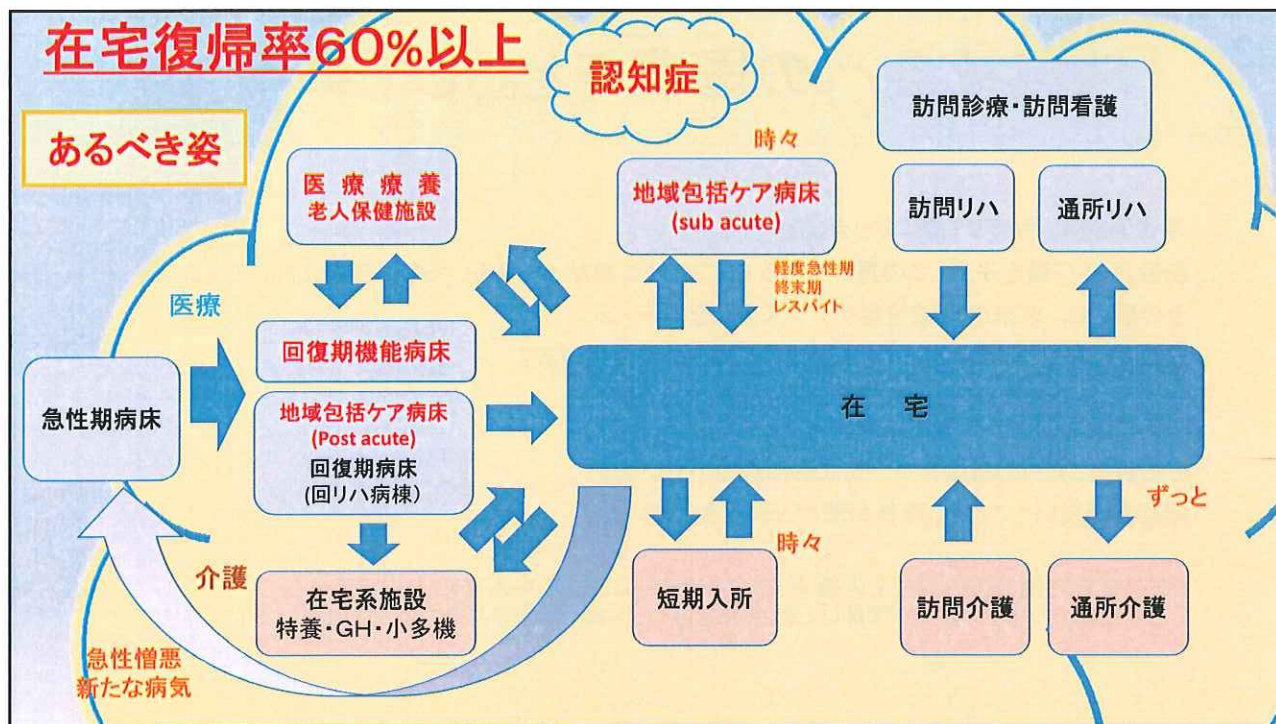 在宅復帰率60%以上
認知症
あるべき姿
訪問診療・訪問看護
時々
医療療養
老人保健施設
地域包括ケア病床
(sub acute)
訪問リハ
通所リハ
軽度急性期
終末期
レスパイト
医療
回復期機能病床
急性期病床
地域包括ケア病床
(Post acute)
回復期病床
(回リハ病棟)
在 宅
ずっと
時々
介護
在宅系施設
特養・GH・小多機
短期入所
訪問介護
通所介護
急性憎悪
新たな病気